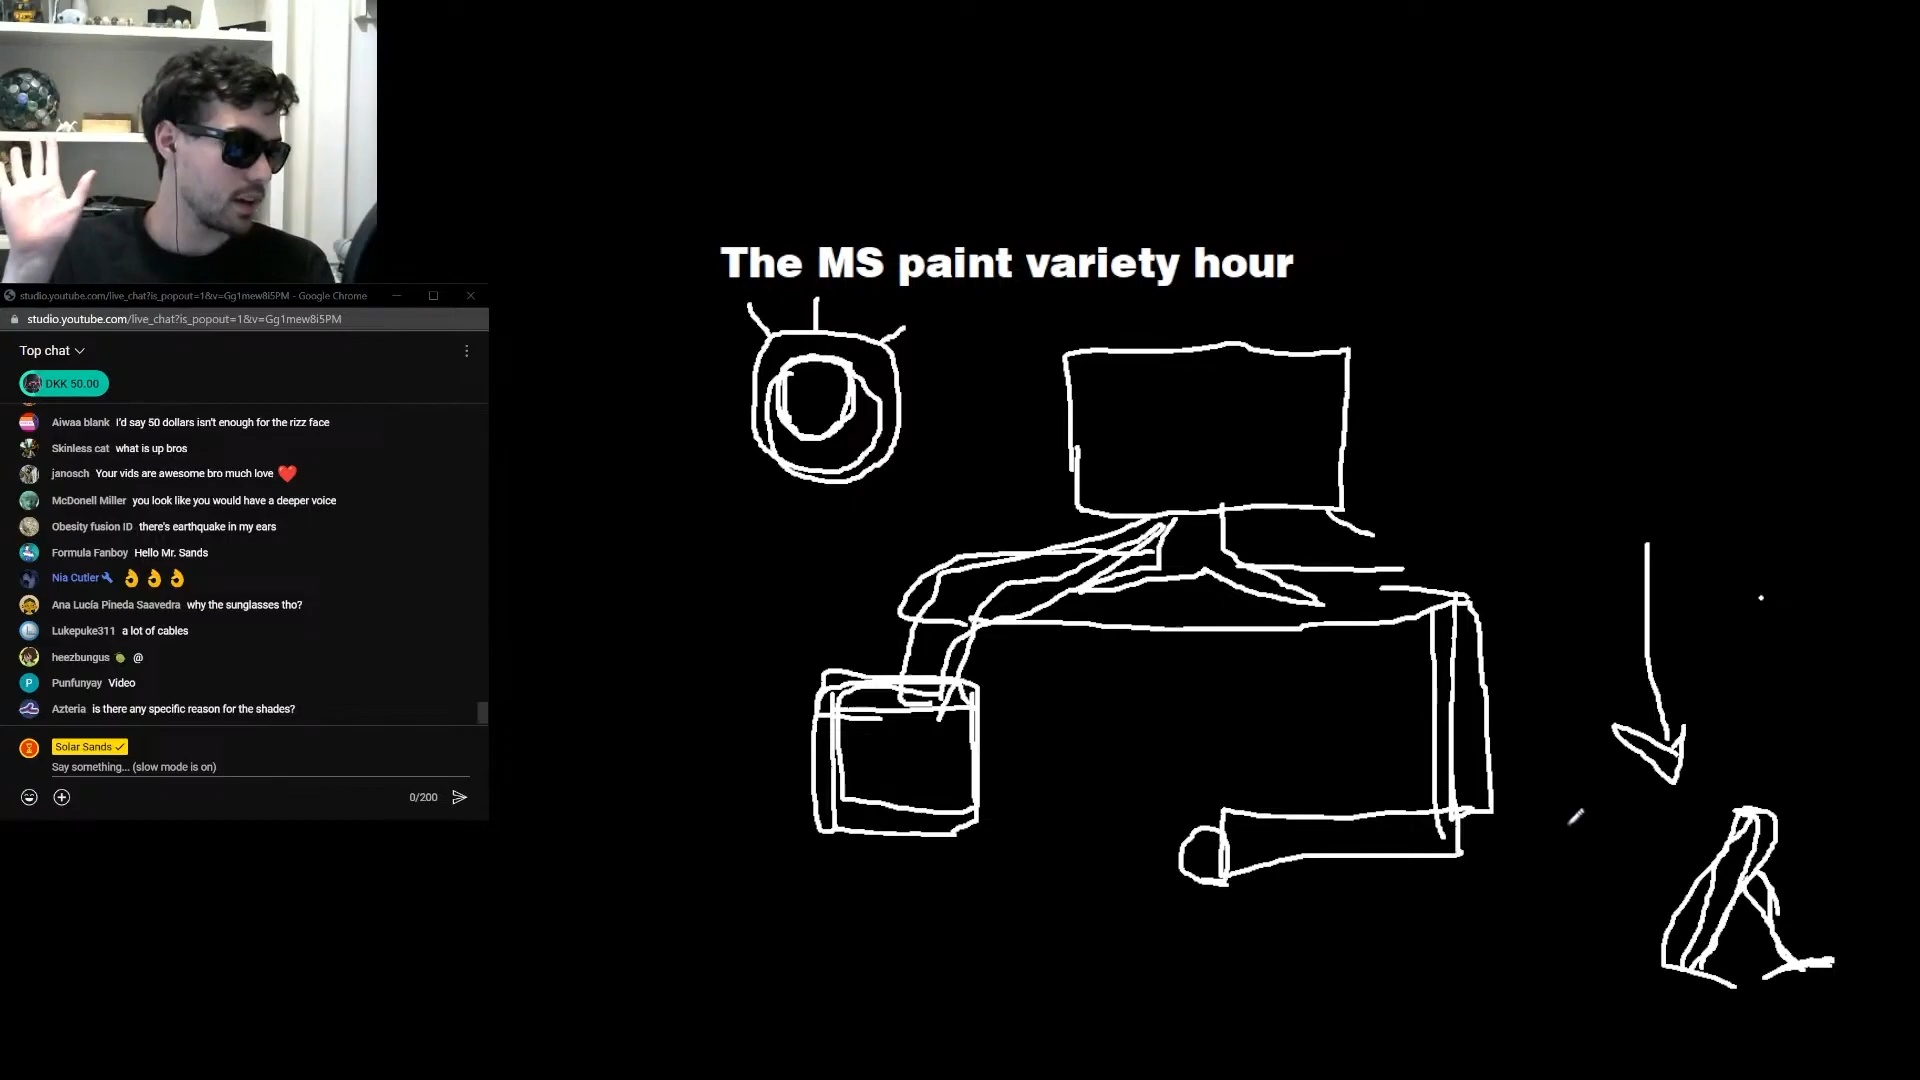 The MS paint variety hour
studio.youtube.com/live_chat?is_popout=1&v=Gg1mew8i5PM - Google Chrome
studio.youtube.com/live_chat?is_popout=1&v=Gg1mew8i5PM
Top chat
DKK 50.00
Aiwaa blank I'd say 50 dollars isn't enough for the rizz face
Skinless cat what is up bros
janosch Your vids are awesome bro much love ❤️
McDonell Miller you look like you would have a deeper voice
Obesity fusion ID there's earthquake in my ears
Formula Fanboy Hello Mr. Sands
Nia Cutler 👌 👌 👌
Ana Lucía Pineda Saavedra why the sunglasses tho?
Lukepuke311 a lot of cables
heezbungus 🍈 @
P Punfunyay Video
Azteria is there any specific reason for the shades?
Solar Sands
Say something... (slow mode is on)
0/200